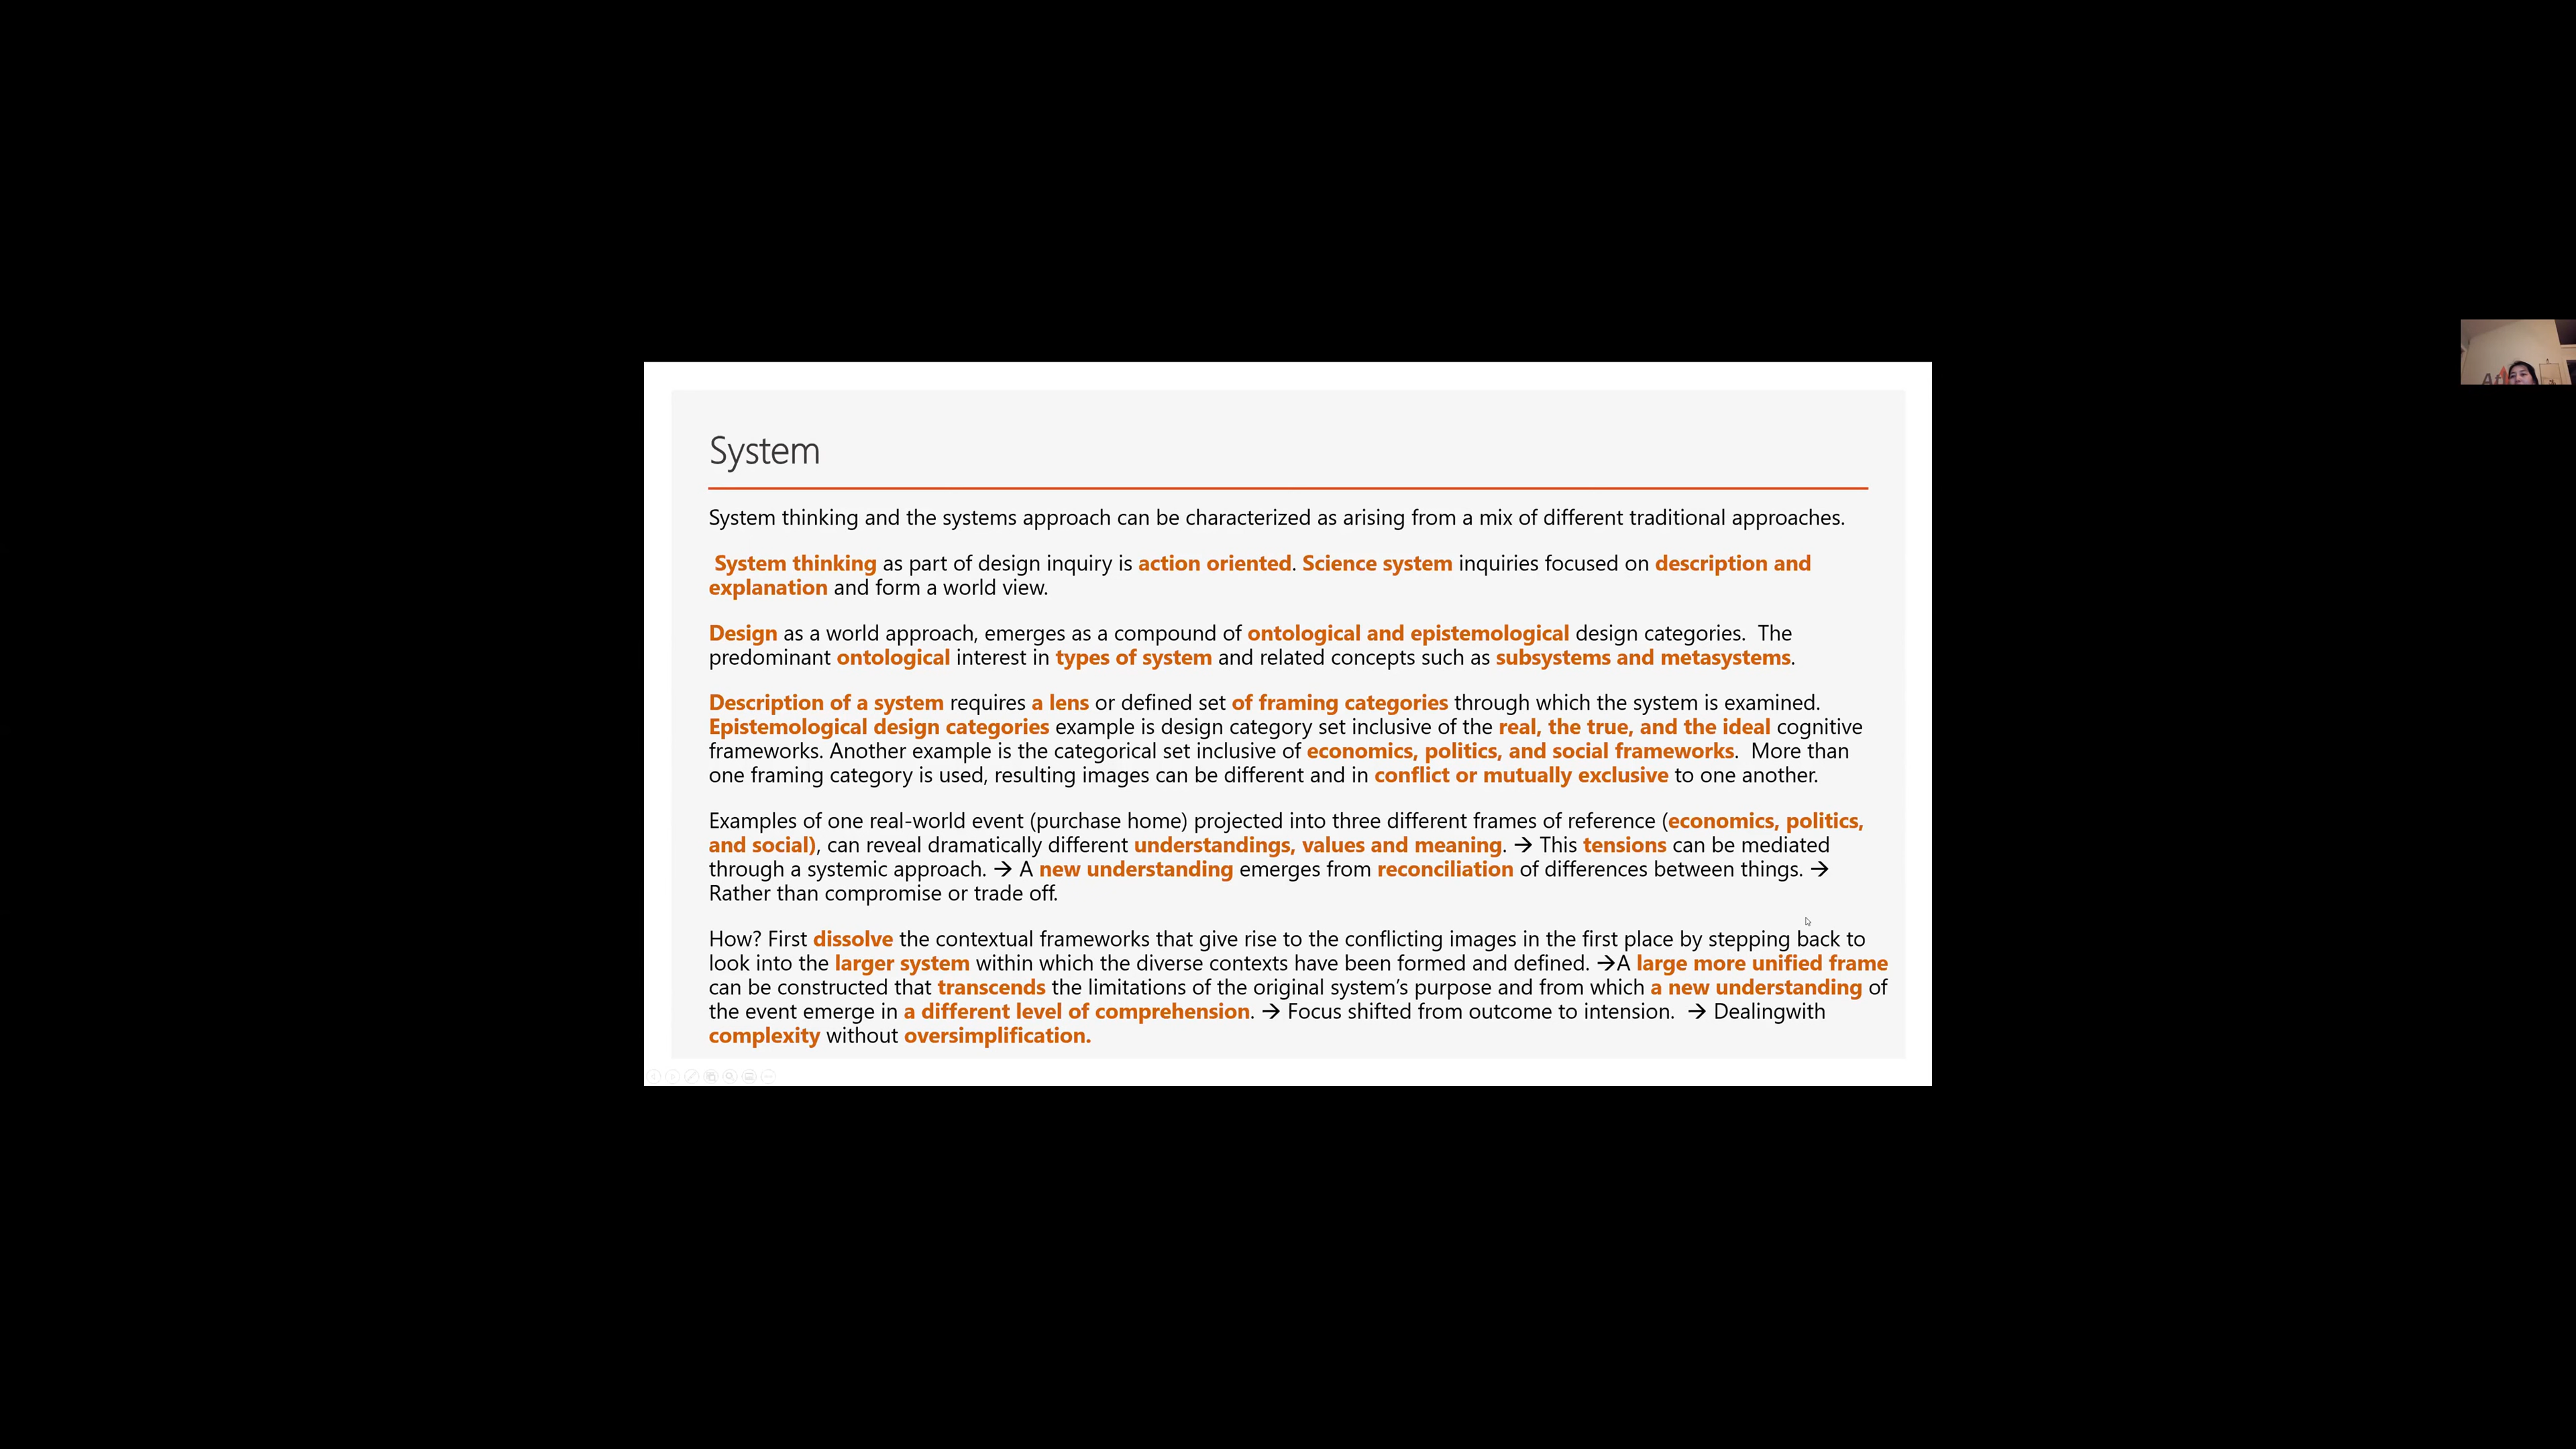 System
System thinking and the systems approach can be characterized as arising from a mix of different traditional approaches.
System thinking as part of design inquiry is action oriented. Science system inquiries focused on description and
explanation and form a world view.
Design as a world approach, emerges as a compound of ontological and epistemological design categories.  The
predominant ontological interest in types of system and related concepts such as subsystems and metasystems.
Description of a system requires a lens or defined set of framing categories through which the system is examined.
Epistemological design categories example is design category set inclusive of the real, the true, and the ideal cognitive
frameworks. Another example is the categorical set inclusive of economics, politics, and social frameworks.  More than
one framing category is used, resulting images can be different and in conflict or mutually exclusive to one another.
Examples of one real-world event (purchase home) projected into three different frames of reference (economics, politics,
and social), can reveal dramatically different understandings, values and meaning. → This tensions can be mediated
through a systemic approach. → A new understanding emerges from reconciliation of differences between things. →
Rather than compromise or trade off.
How? First dissolve the contextual frameworks that give rise to the conflicting images in the first place by stepping back to
look into the larger system within which the diverse contexts have been formed and defined. →A large more unified frame
can be constructed that transcends the limitations of the original system's purpose and from which a new understanding of
the event emerge in a different level of comprehension. → Focus shifted from outcome to intension.  → Dealingwith
complexity without oversimplification.